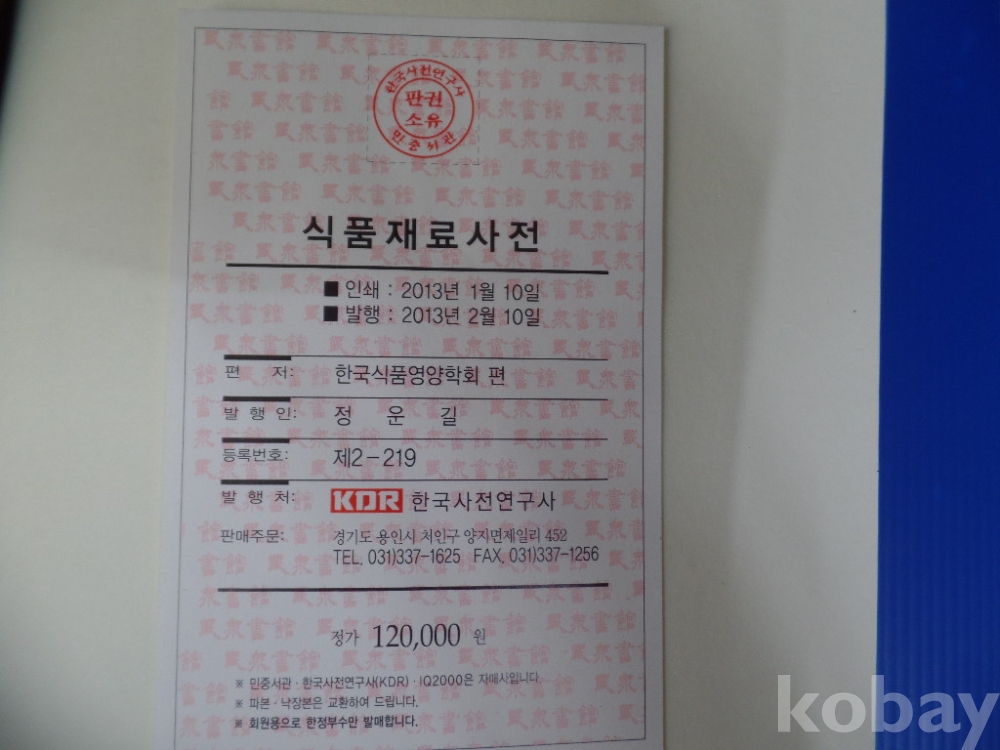 한국사전연구사
판권
소유
민중서관
식품재료사전
■ 인쇄 : 2013년 1월 10일
■ 발행 : 2013년 2월 10일
편 저: 한국식품영양학회 편
발 행 인: 정 운 길
등록번호: 제2-219
발 행 처: KDR 한국사전연구사
판매주문: 경기도 용인시 처인구 양지면제일리 452
TEL. 031)337-1625 FAX. 031)337-1256
정가 120,000 원
※ 민중서관·한국사전연구사(KDR)·IQ2000은 자매사입니다.
※ 파본·낙장본은 교환하여 드립니다.
※ 회원용으로 한정부수만 발매합니다.
kobay